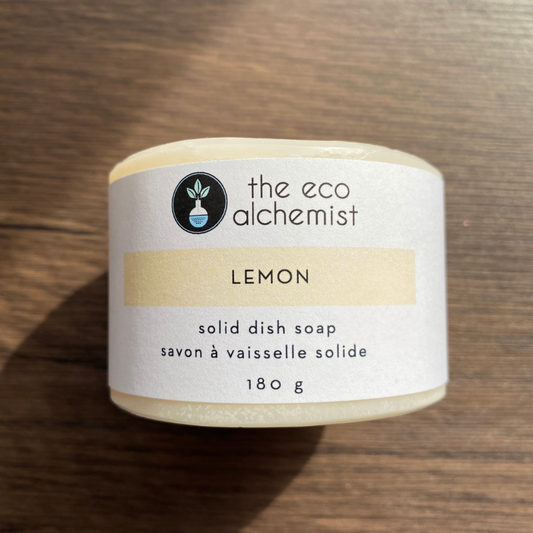 the eco
alchemist
LEMON
solid dish soap
savon à vaisselle solide
180 g